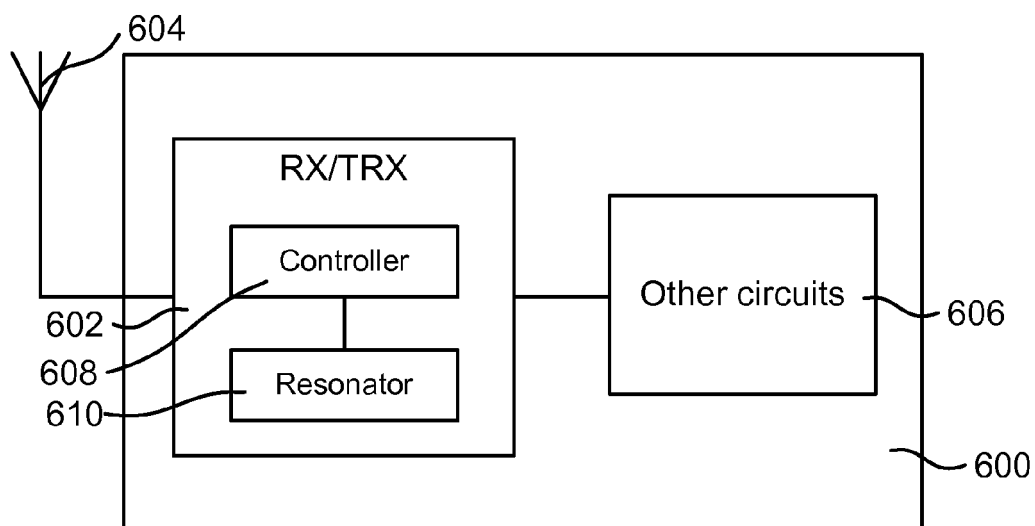 604
RX/TRX
Controller
Other circuits
602
606
608
Resonator
610
600